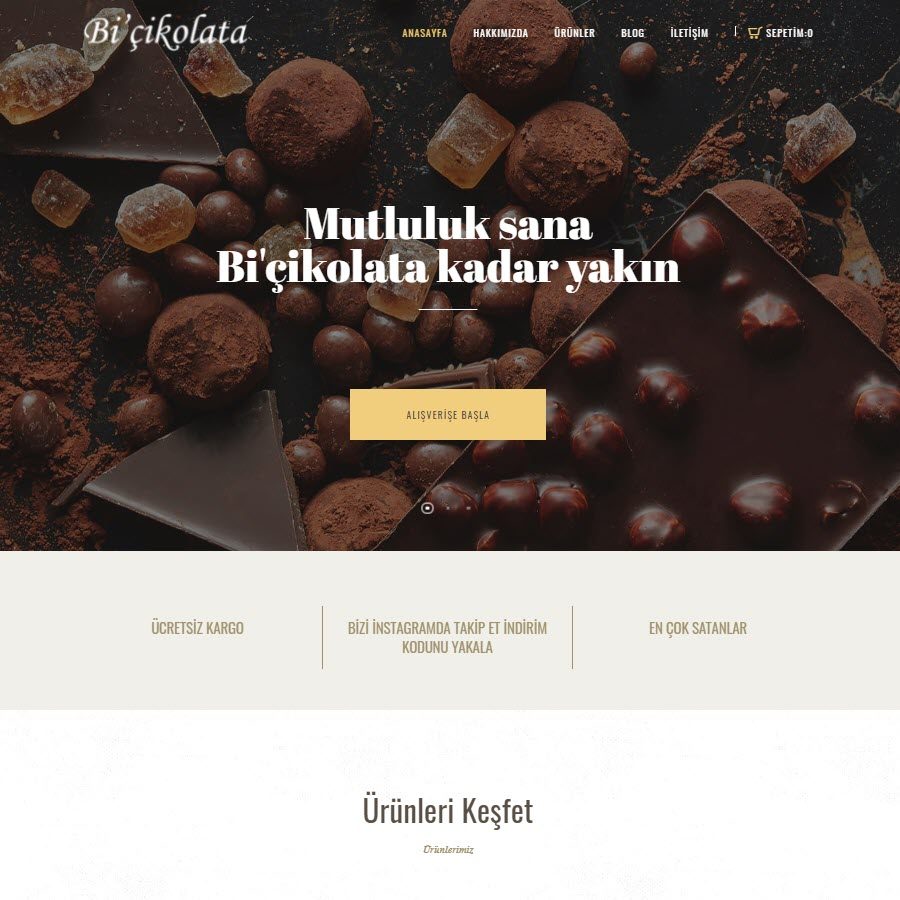 Bi'çikolata
ANASAYFA HAKKIMIZDA ÜRÜNLER BLOG İLETİŞİM SEPETİM:0
Mutluluk sana
Bi'çikolata kadar yakın
ALIŞVERİŞE BAŞLA
ÜCRETSİZ KARGO
BİZİ İNSTAGRAMDA TAKİP ET İNDİRİM
KODUNU YAKALA
EN ÇOK SATANLAR
Ürünleri Keşfet
Ürünlerimiz